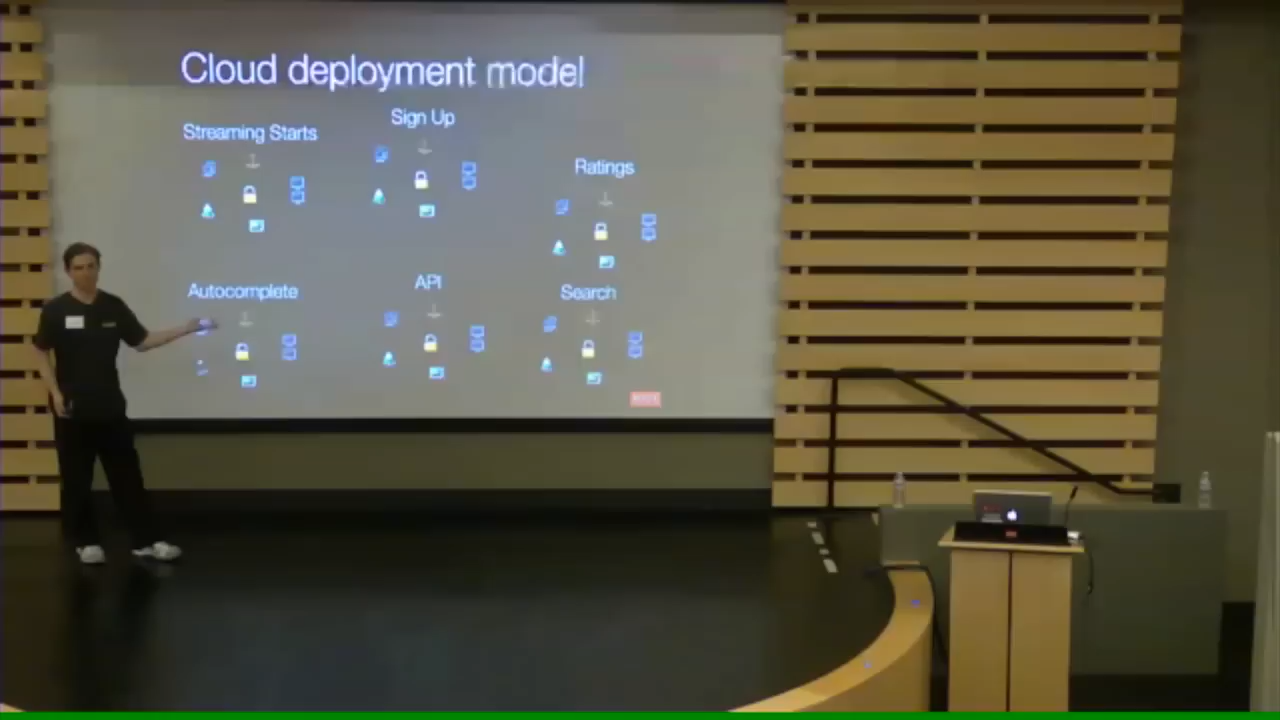 Cloud deployment model
Streaming Starts
Sign Up
Ratings
Autocomplete
API
Search